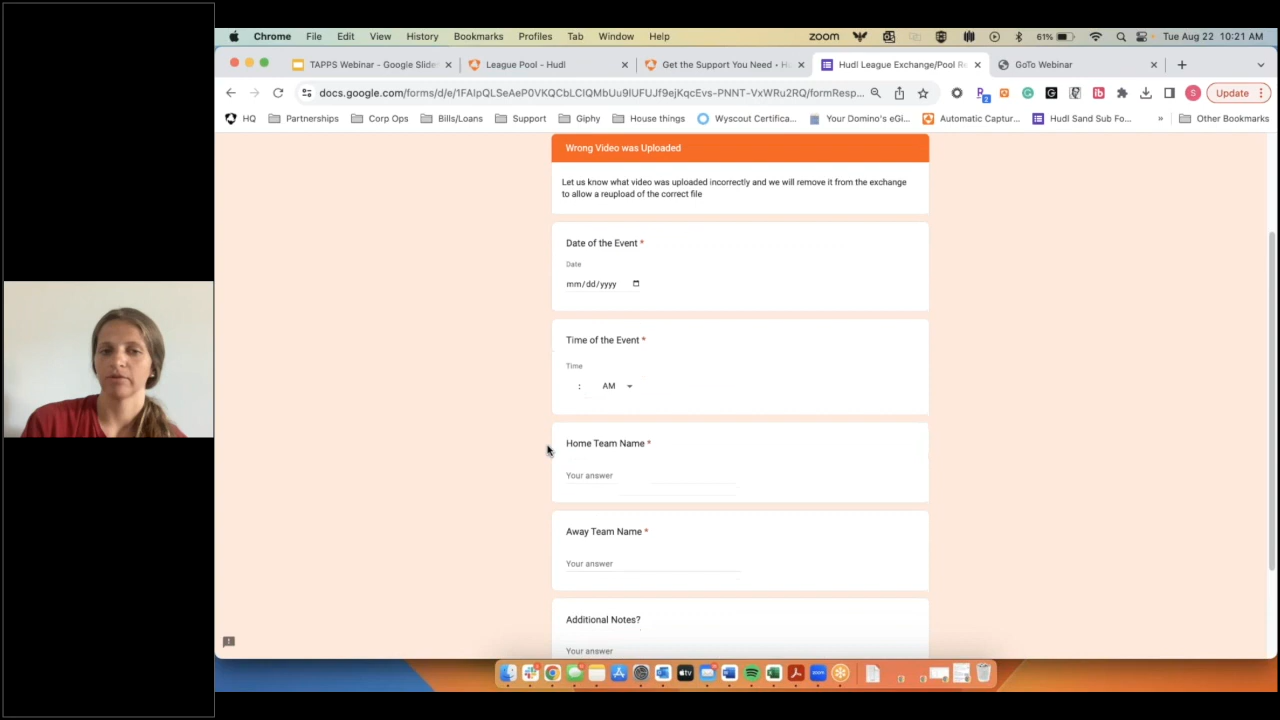 Chrome File Edit View History Bookmarks Profiles Tab Window Help zoom 61% Tue Aug 22 10:21 AM
TAPPS Webinar - Google Slide League Pool - Hudl Get the Support You Need • H Hudl League Exchange/Pool Re GoTo Webinar
docs.google.com/forms/d/e/1FAIpQLSeAeP0VKQCbLCIQMbUu9IUFUJf9ejKqcEvs-PNNT-VxWRu2RQ/formResp... S Update
HQ Partnerships Corp Ops Bills/Loans Support Giphy House things Wyscout Certifica... Your Domino's eGi... Automatic Captur... Hudl Sand Sub Fo... » Other Bookmarks
Wrong Video was Uploaded
Let us know what video was uploaded incorrectly and we will remove it from the exchange
to allow a reupload of the correct file
Date of the Event *
Date
mm/dd/yyyy
Time of the Event *
Time
: AM
Home Team Name *
Your answer
Away Team Name *
Your answer
Additional Notes?
Your answer